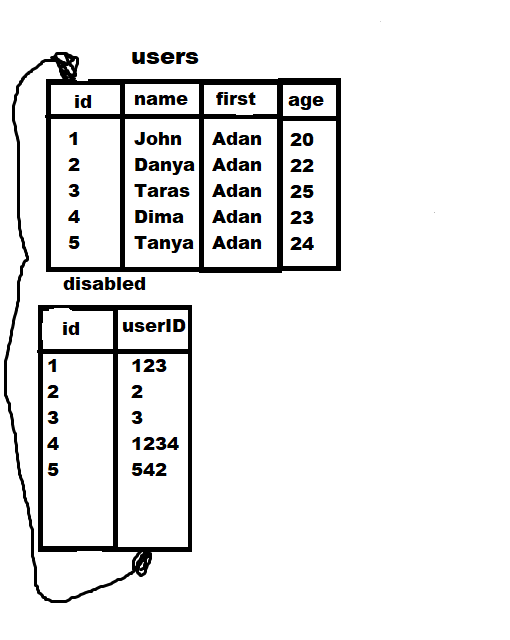 users
id name first age
1 John Adan 20
2 Danya Adan 22
3 Taras Adan 25
4 Dima Adan 23
5 Tanya Adan 24
disabled
id userID
1 123
2 2
3 3
4 1234
5 542